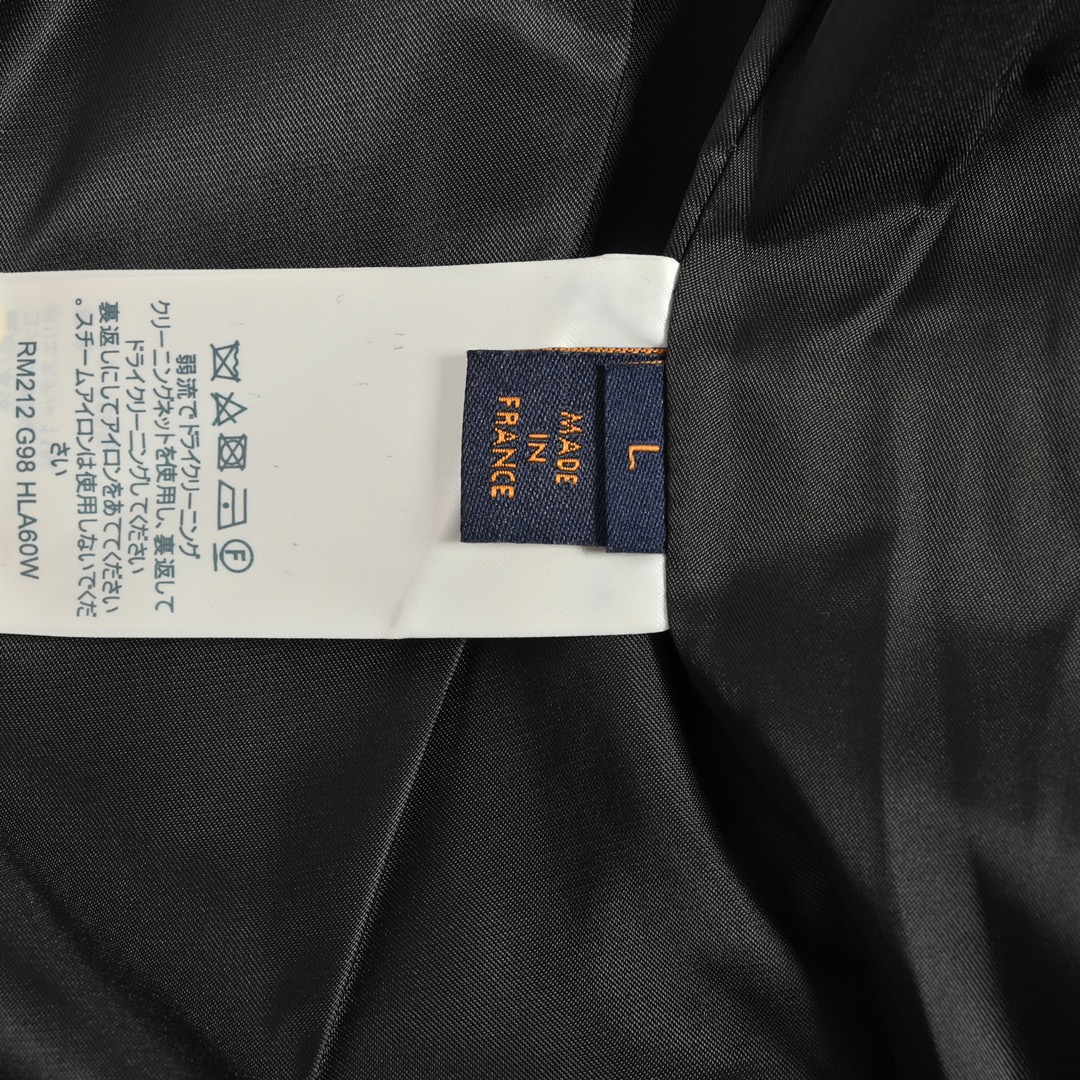 弱流でドライクリーニング
クリーニングネットを使用し、裏返して
ドライクリーニングしてください
裏返しにしてアイロンをあててください
。スチームアイロンは使用しないでくだ
さい
RM212 G98 HLA60W
F
MADE
IN
FRANCE
L